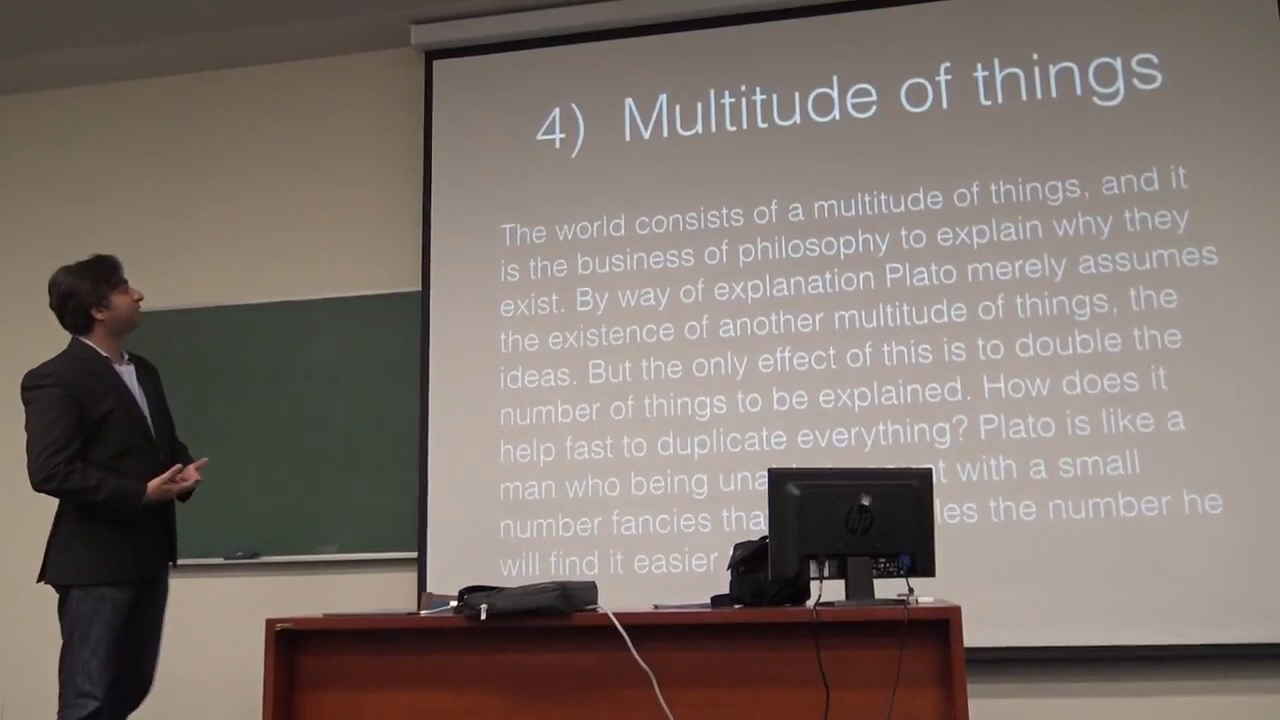 4) Multitude of things
The world consists of a multitude of things, and it
is the business of philosophy to explain why they
exist. By way of explanation Plato merely assumes
the existence of another multitude of things, the
ideas. But the only effect of this is to double the
number of things to be explained. How does it
help fast to duplicate everything? Plato is like a
man who being with a small
number fancies the number he
will find it easier
hp